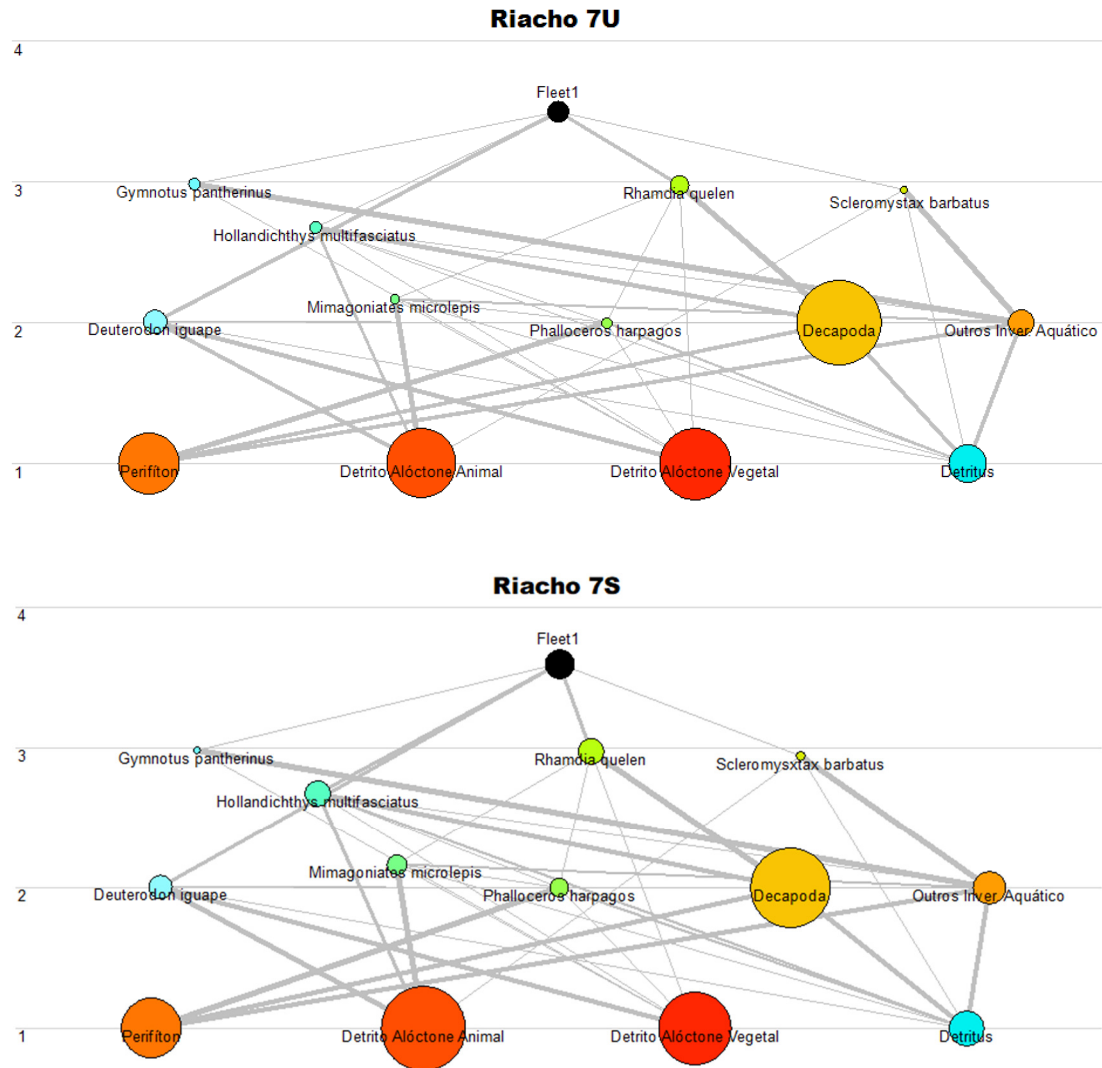 Riacho 7U
4
Fleet1
3
Gymnotus pantherinus
Rhamdia quelen
Scleromystax barbatus
Hollandichthys multifasciatus
Mimagoniates microlepis
2
Deuterodon iguape
Phalloceros harpagos
Decapoda
Outros Inver. Aquático
1
Perifíton
Detrito Alóctone Animal
Detrito Alóctone Vegetal
Detritus
Riacho 7S
4
Fleet1
3
Gymnotus pantherinus
Rhamdia quelen
Scleromysxtax barbatus
Hollandichthys multifasciatus
Mimagoniates microlepis
2
Deuterodon iguape
Phalloceros harpagos
Decapoda
Outros Inver. Aquático
1
Perifíton
Detrito Alóctone Animal
Detrito Alóctone Vegetal
Detritus